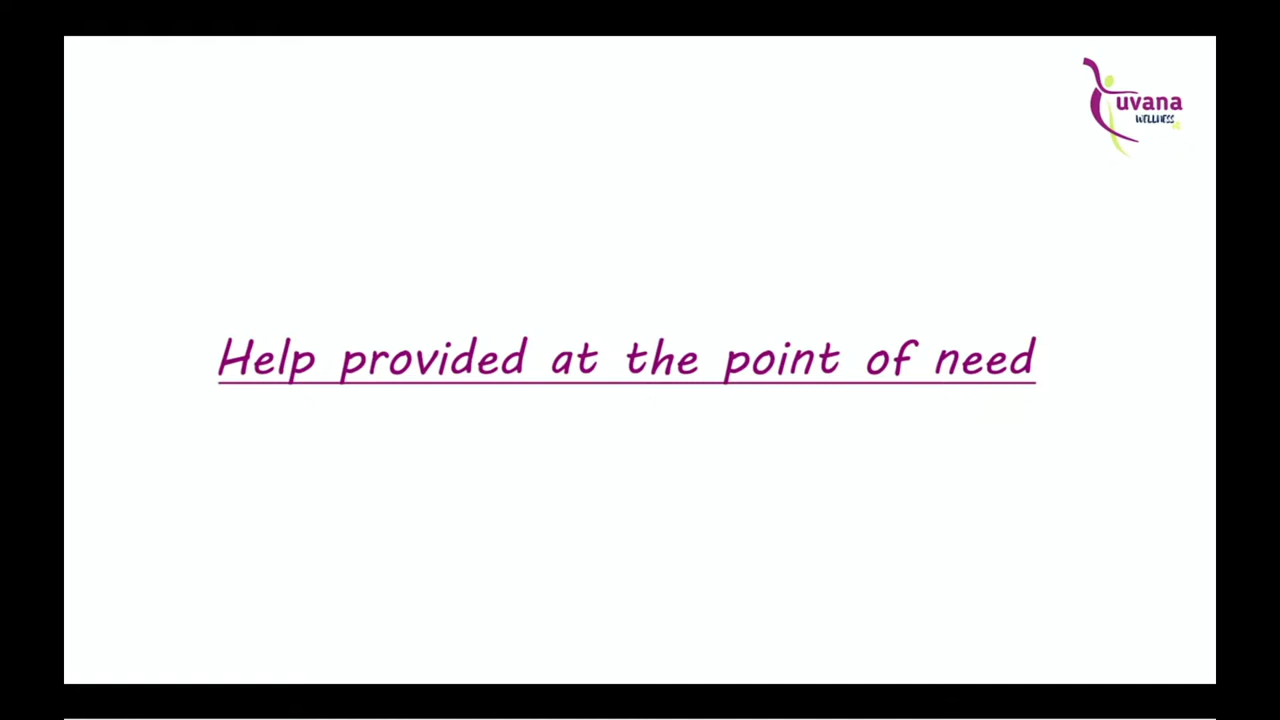 uvana
WELLNESS
Help provided at the point of need